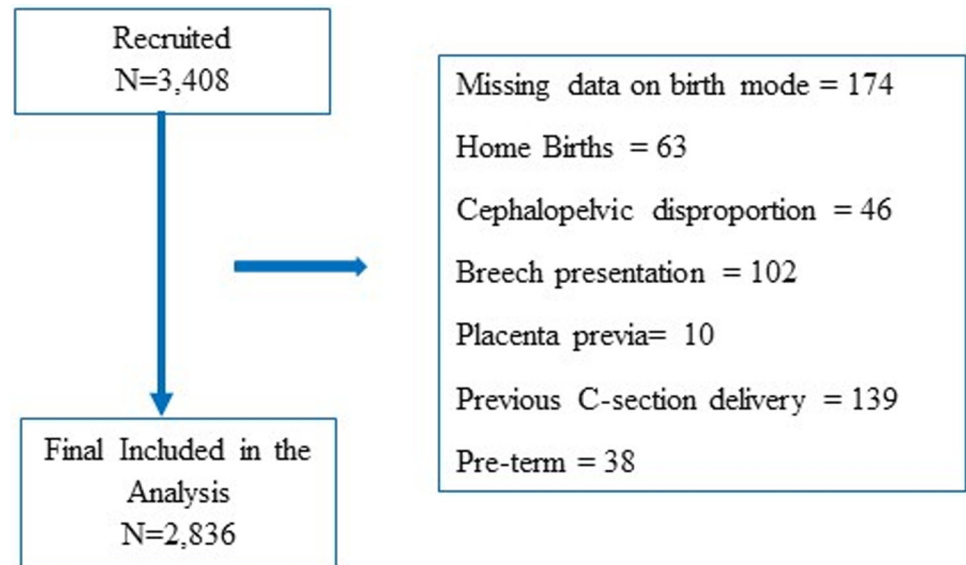 Recruited
N=3,408
Missing data on birth mode = 174
Home Births = 63
Cephalopelvic disproportion = 46
Breech presentation = 102
Placenta previa= 10
Previous C-section delivery = 139
Pre-term = 38
Final Included in the
Analysis
N=2,836